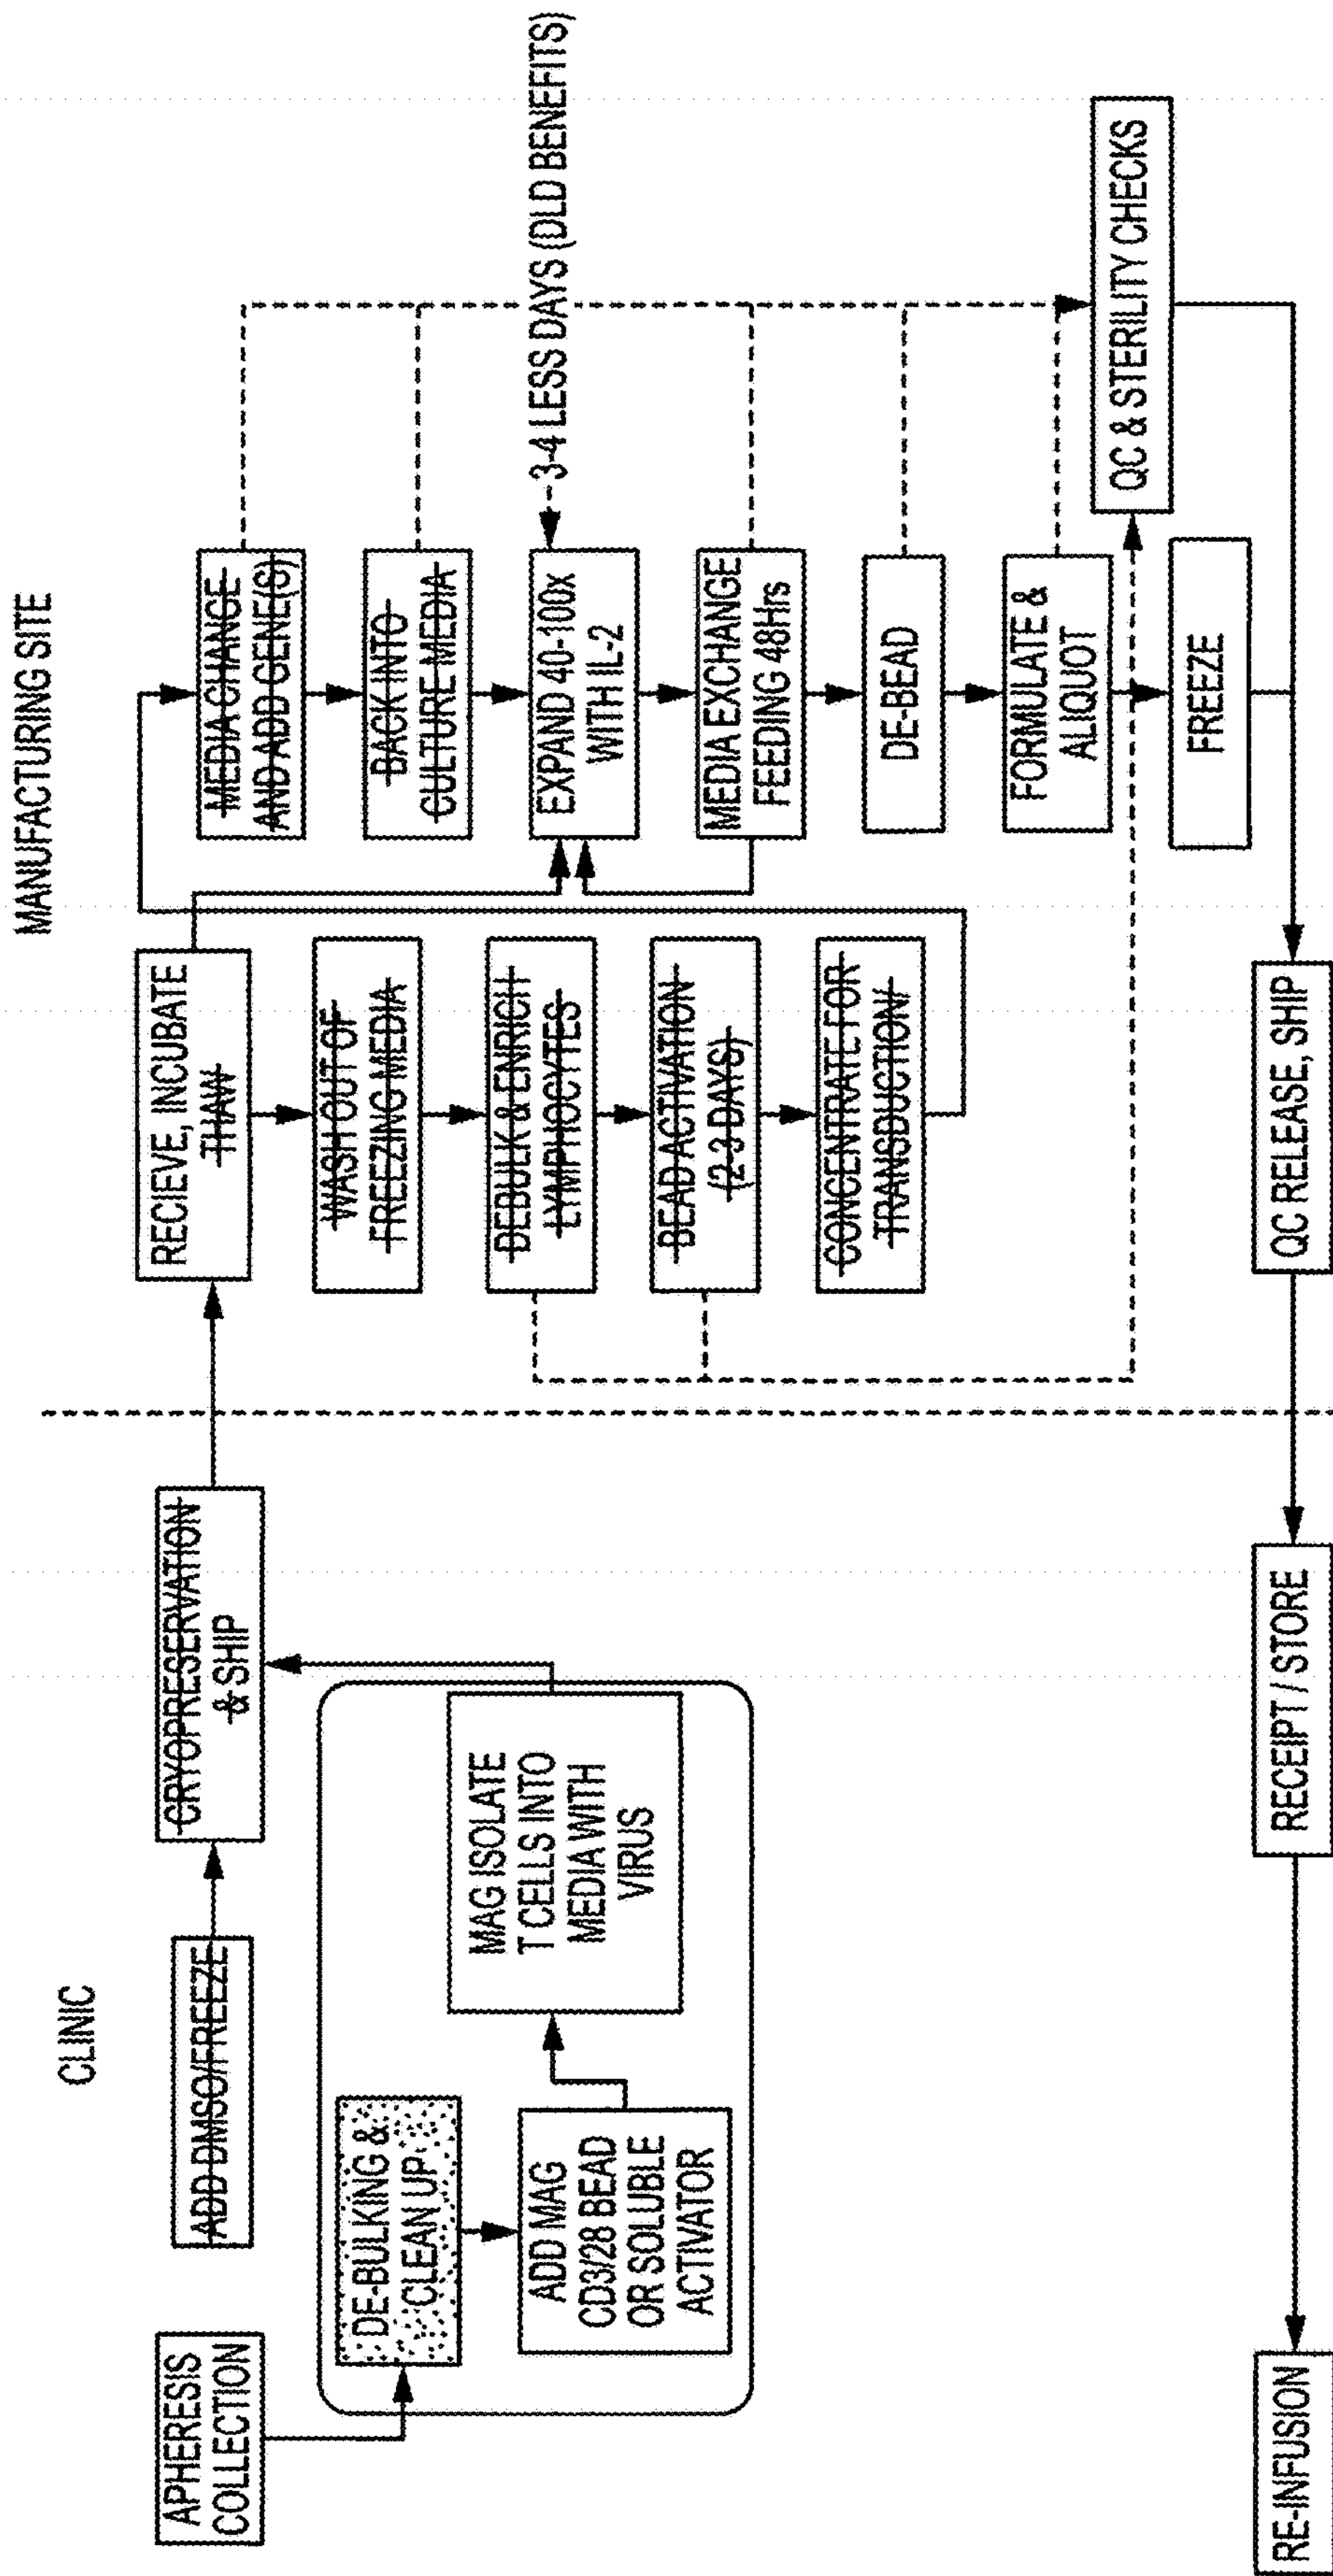 CLINIC
MANUFACTURING SITE
APHERESIS
COLLECTION
ADD DMSO/FREEZE
CRYOPRESERVATION
& SHIP
DE-BULKING &
CLEAN UP
ADD MAG
CD3/28 BEAD
OR SOLUBLE
ACTIVATOR
MAG ISOLATE
T CELLS INTO
MEDIA WITH
VIRUS
RECIEVE, INCUBATE
THAW
WASH OUT OF
FREEZING MEDIA
DEBULK & ENRICH
LYMPHOCYTES
BEAD ACTIVATION
(2-3 DAYS)
CONCENTRATE FOR
TRANSDUCTION/
MEDIA CHANGE
AND ADD GENE(S)
BACK INTO
CULTURE MEDIA
EXPAND 40-100x
WITH IL-2
3-4 LESS DAYS (DLD BENEFITS)
MEDIA EXCHANGE
FEEDING 48Hrs
DE-BEAD
FORMULATE &
ALIQUOT
FREEZE
QC & STERILITY CHECKS
QC RELEASE, SHIP
RECEIPT / STORE
RE-INFUSION